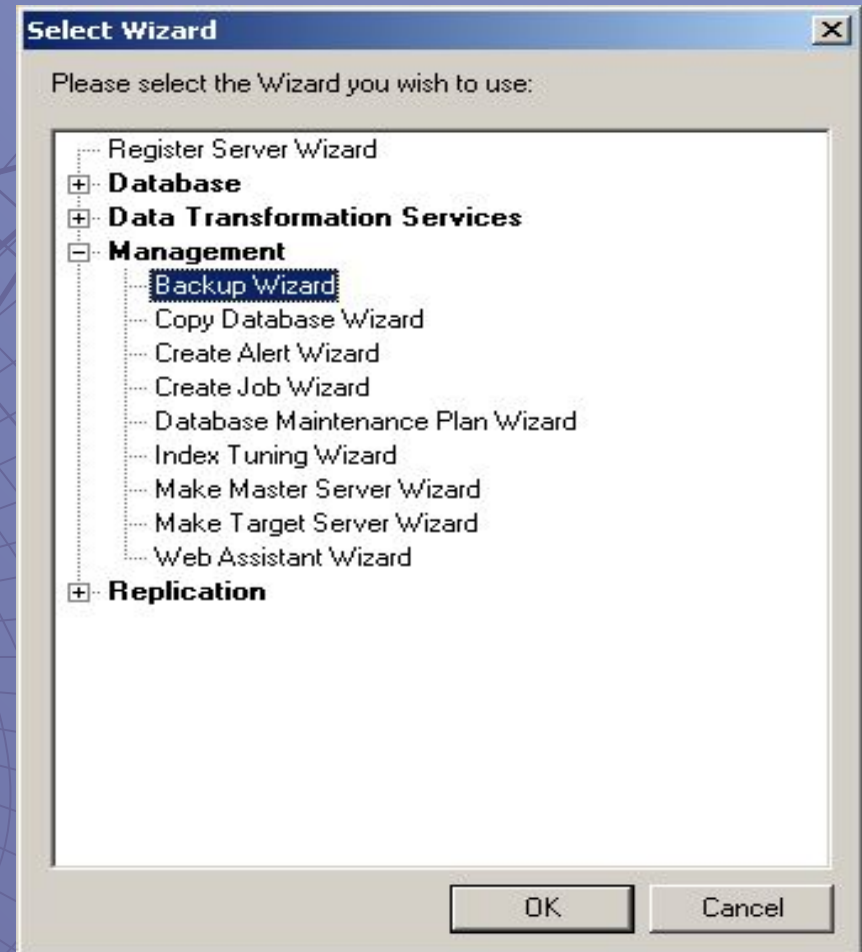 Select Wizard
Please select the Wizard you wish to use:
Register Server Wizard
Database
Data Transformation Services
Management
Backup Wizard
Copy Database Wizard
Create Alert Wizard
Create Job Wizard
Database Maintenance Plan Wizard
Index Tuning Wizard
Make Master Server Wizard
Make Target Server Wizard
Web Assistant Wizard
Replication
OK
Cancel